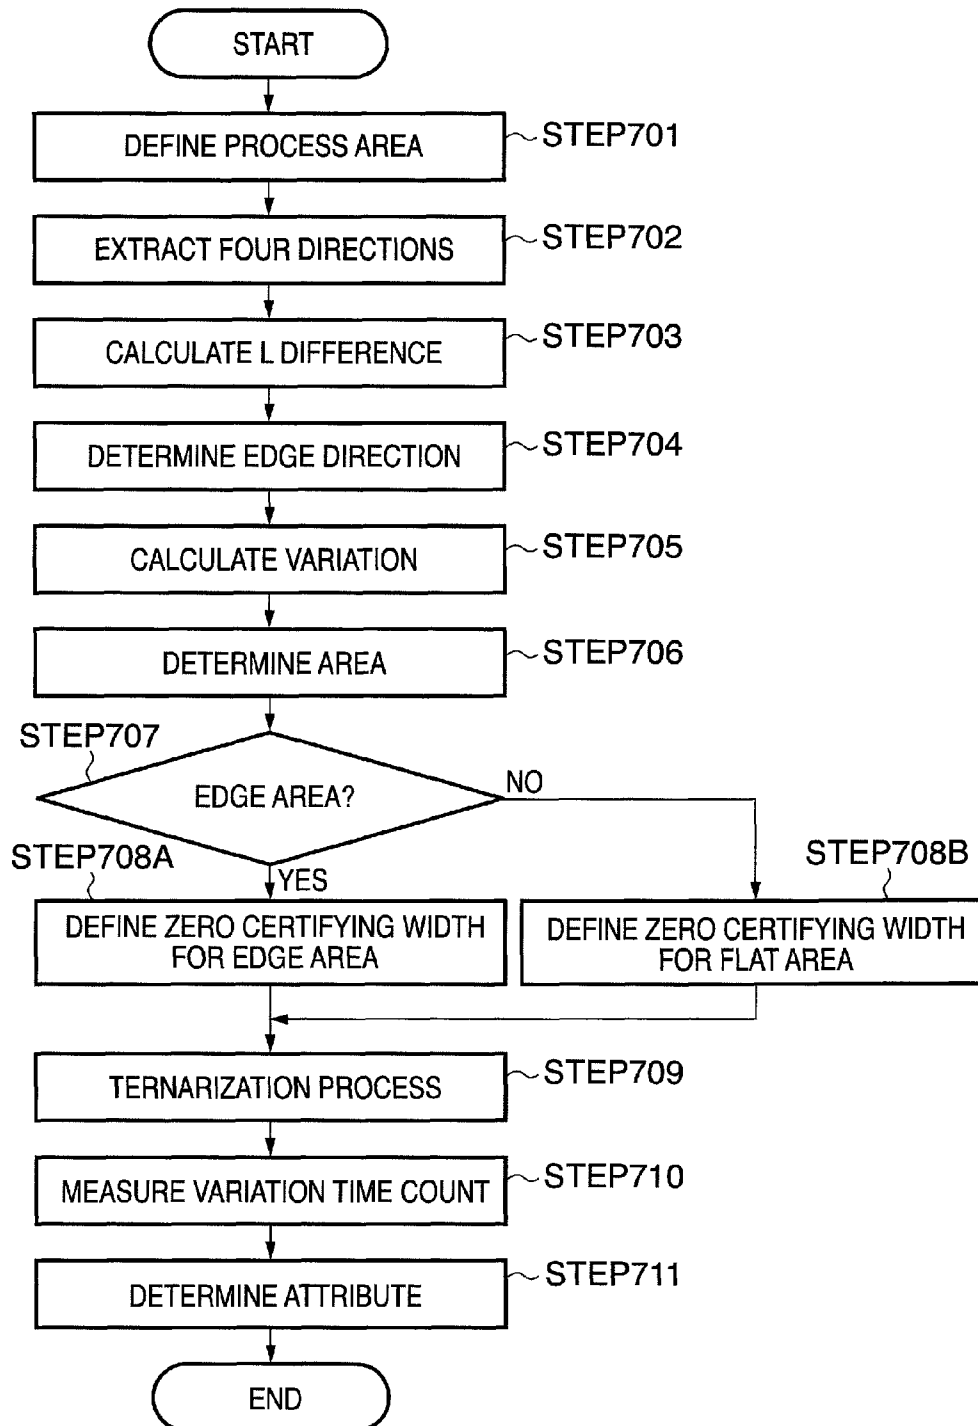 START
DEFINE PROCESS AREA
STEP701
EXTRACT FOUR DIRECTIONS
STEP702
CALCULATE L DIFFERENCE
STEP703
DETERMINE EDGE DIRECTION
STEP704
CALCULATE VARIATION
STEP705
DETERMINE AREA
STEP706
STEP707
EDGE AREA?
NO
YES
STEP708A
DEFINE ZERO CERTIFYING WIDTH
FOR EDGE AREA
STEP708B
DEFINE ZERO CERTIFYING WIDTH
FOR FLAT AREA
TERNARIZATION PROCESS
STEP709
MEASURE VARIATION TIME COUNT
STEP710
DETERMINE ATTRIBUTE
STEP711
END